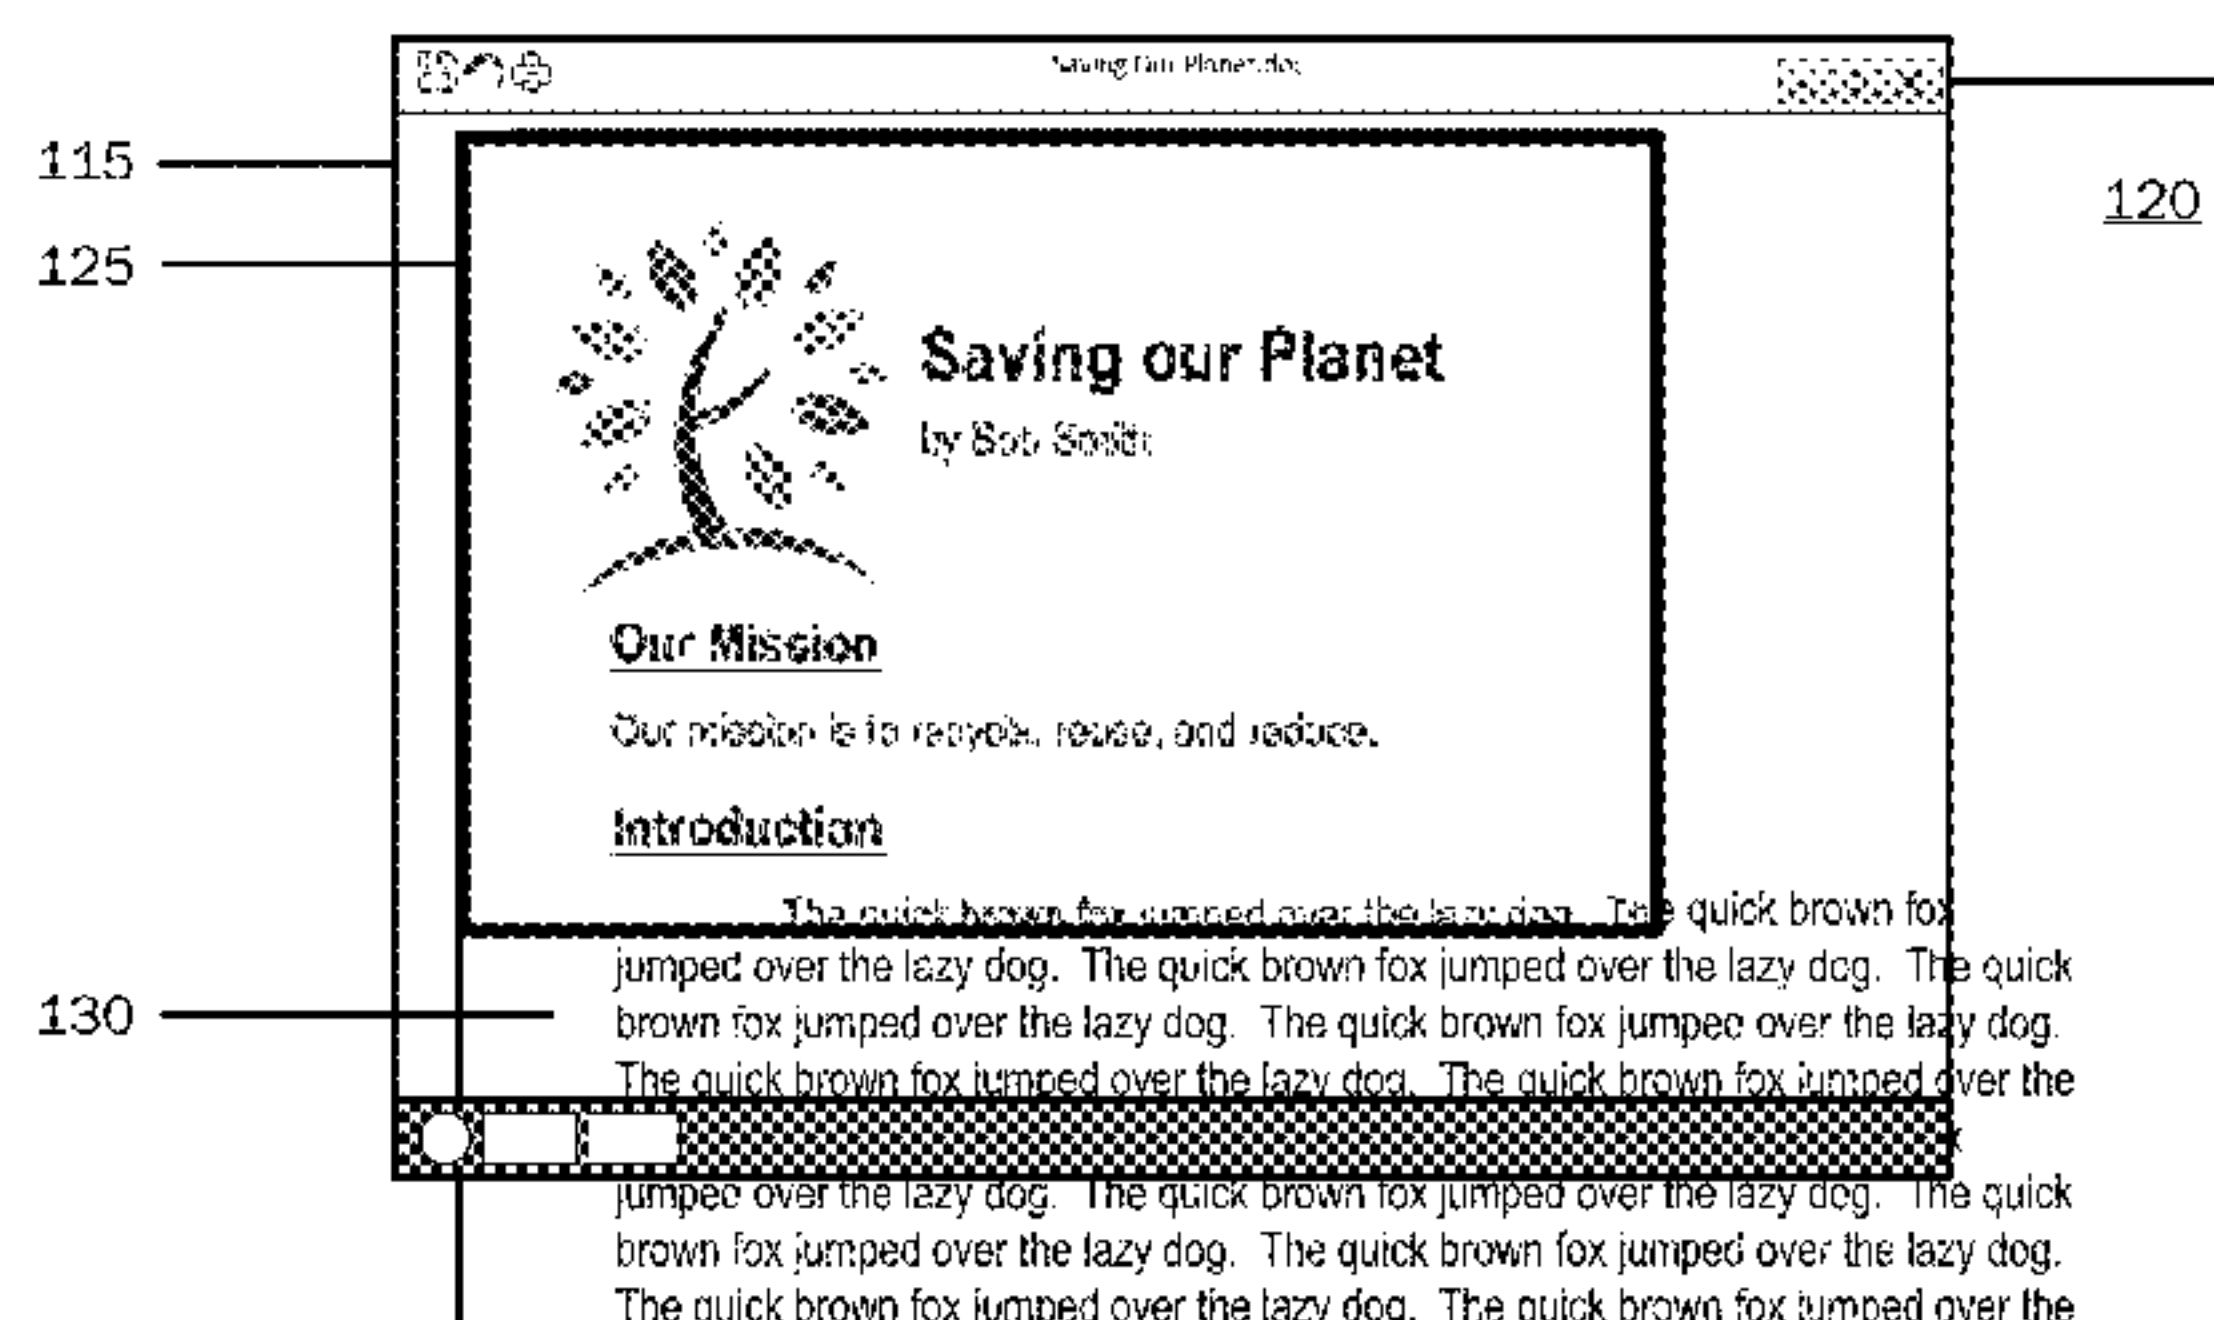 Saving Our Planet.doc
115
120
125
Saving our Planet
by Bob Smith
Our Mission
Our mission is to recycle, reuse, and reduce.
Introduction
The quick brown fox jumped over the lazy dog. The quick brown fox
jumped over the lazy dog. The quick brown fox jumped over the lazy dog. The quick
130
brown fox jumped over the lazy dog. The quick brown fox jumped over the lazy dog.
The quick brown fox jumped over the lazy dog. The quick brown fox jumped over the
jumped over the lazy dog. The quick brown fox jumped over the lazy dog. The quick
brown fox jumped over the lazy dog. The quick brown fox jumped over the lazy dog.
The quick brown fox jumped over the lazy dog. The quick brown fox jumped over the